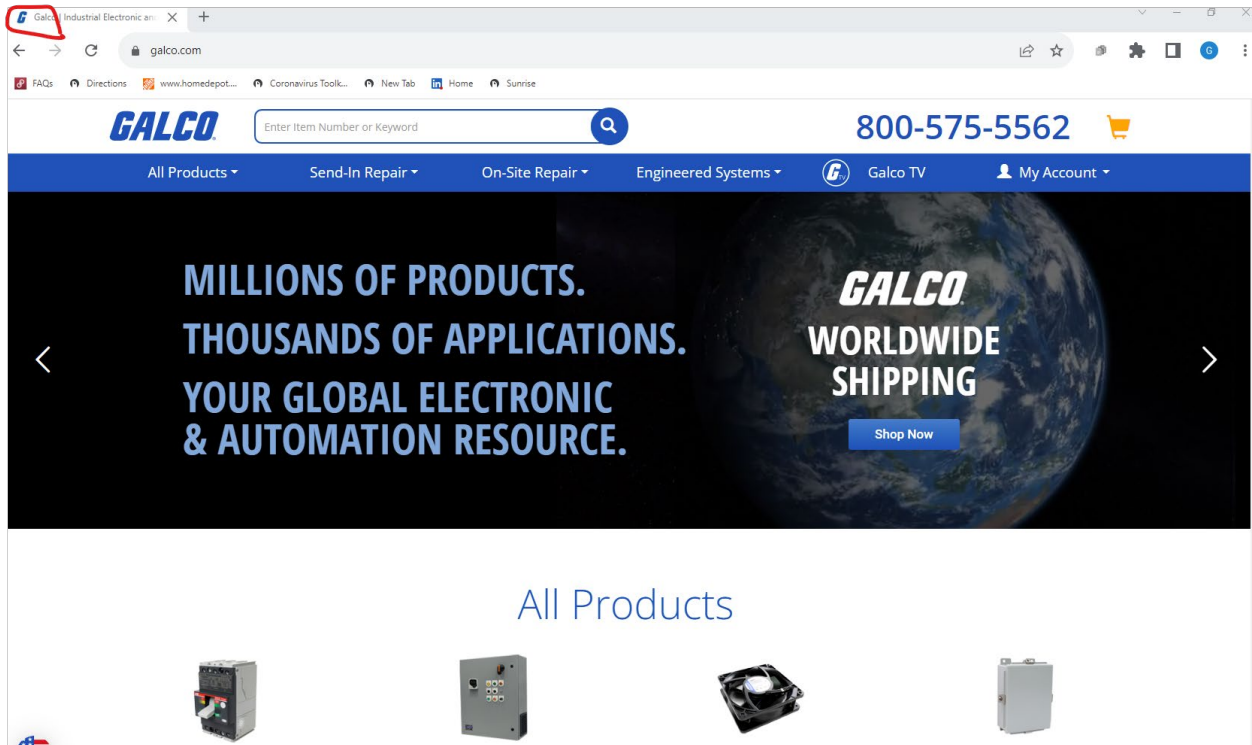 Galco | Industrial Electronic an
galco.com
G
FAQs Directions www.homedepot.... Coronavirus Toolk... New Tab Home Sunrise
GALCO Enter Item Number or Keyword 800-575-5562
All Products Send-In Repair On-Site Repair Engineered Systems G TV Galco TV My Account
MILLIONS OF PRODUCTS.
THOUSANDS OF APPLICATIONS.
YOUR GLOBAL ELECTRONIC
& AUTOMATION RESOURCE.
GALCO
WORLDWIDE
SHIPPING
Shop Now
All Products